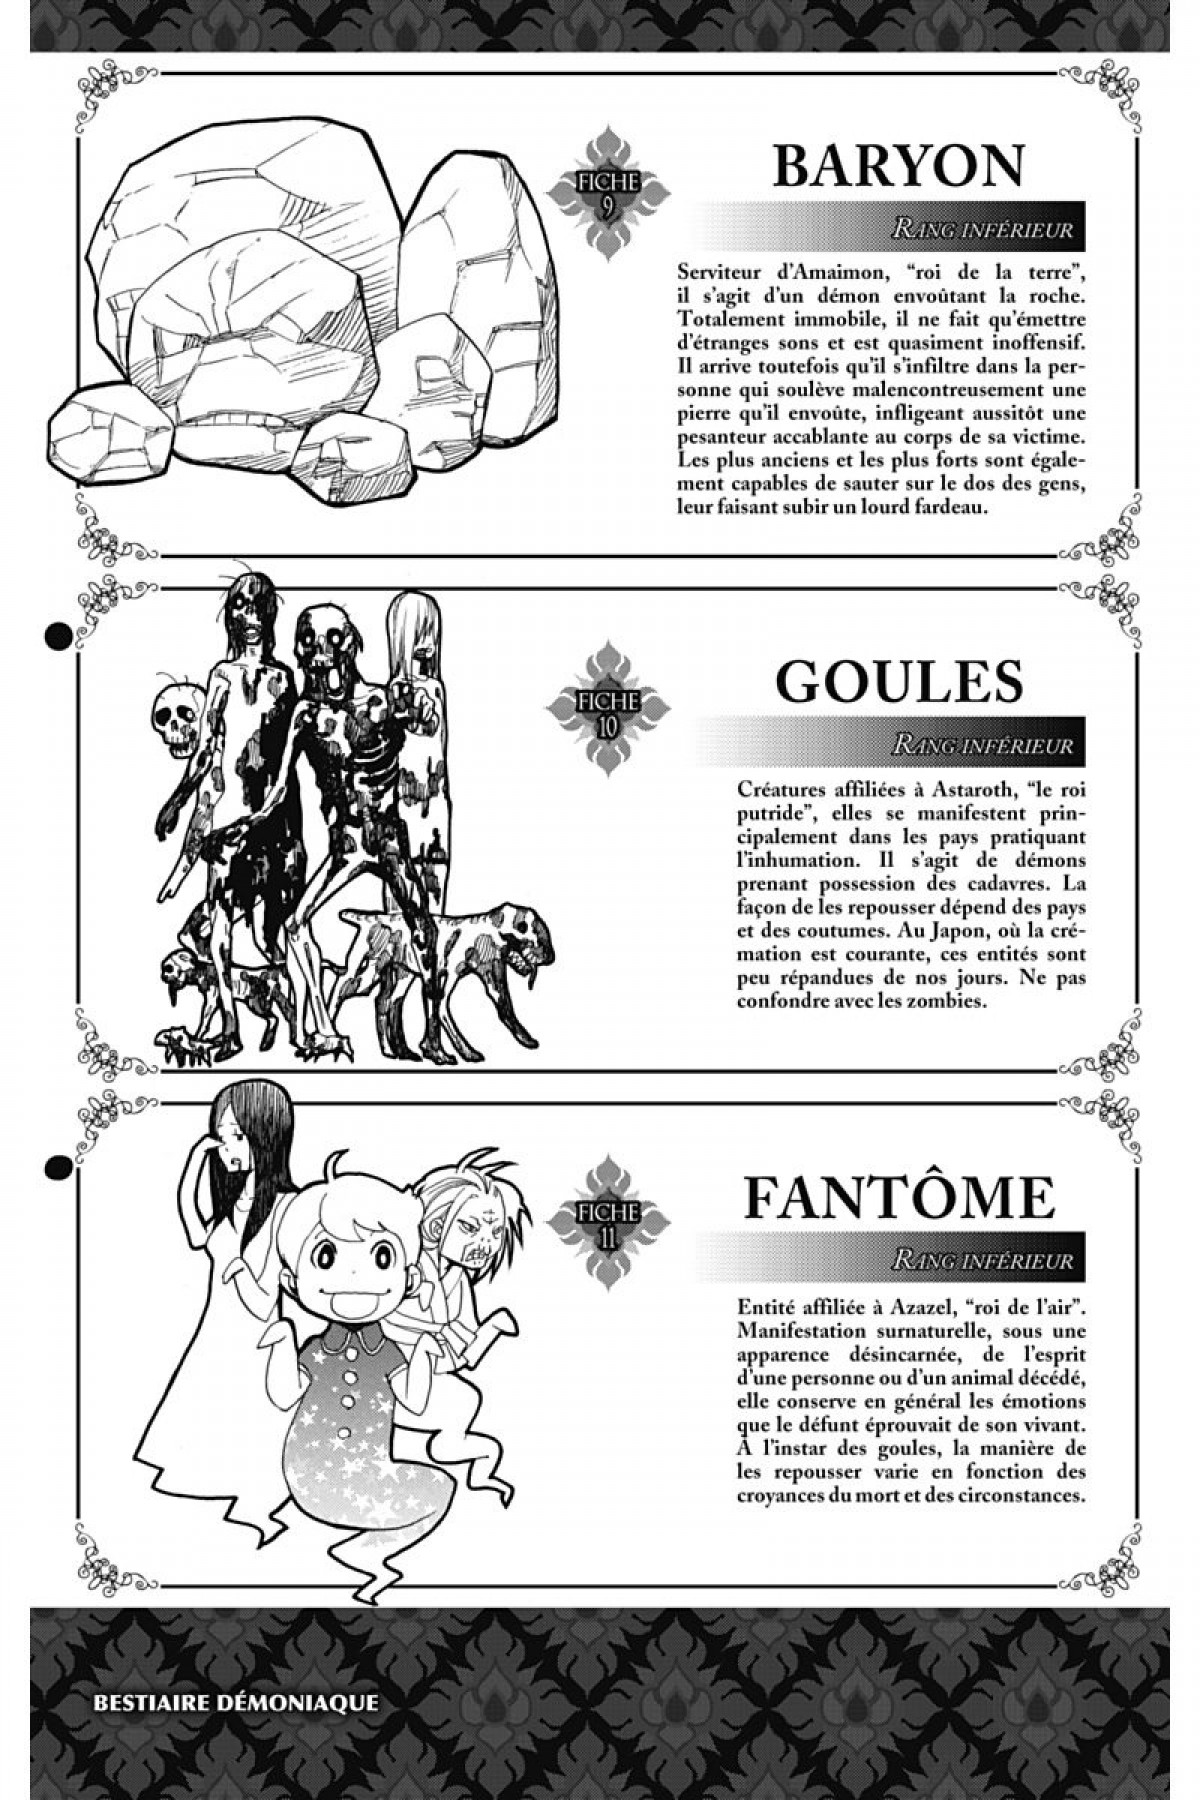 FICHE
9
BARYON
RANG INFÉRIEUR
Serviteur d'Amaimon, “roi de la terre”,
il s'agit d'un démon envoûtant la roche.
Totalement immobile, il ne fait qu'émettre
d'étranges sons et est quasiment inoffensif.
Il arrive toutefois qu'il s'infiltre dans la per-
sonne qui soulève malencontreusement une
pierre qu'il envoûte, infligeant aussitôt une
pesanteur accablante au corps de sa victime.
Les plus anciens et les plus forts sont égale-
ment capables de sauter sur le dos des gens,
leur faisant subir un lourd fardeau.
FICHE
10
GOULES
RANG INFÉRIEUR
Créatures affiliées à Astaroth, “le roi
putride”, elles se manifestent prin-
cipalement dans les pays pratiquant
l'inhumation. Il s'agit de démons
prenant possession des cadavres. La
façon de les repousser dépend des pays
et des coutumes. Au Japon, où la cré-
mation est courante, ces entités sont
peu répandues de nos jours. Ne pas
confondre avec les zombies.
FICHE
11
FANTÔME
RANG INFÉRIEUR
Entité affiliée à Azazel, “roi de l'air”.
Manifestation surnaturelle, sous une
apparence désincarnée, de l'esprit
d'une personne ou d'un animal décédé,
elle conserve en général les émotions
que le défunt éprouvait de son vivant.
À l'instar des goules, la manière de
les repousser varie en fonction des
croyances du mort et des circonstances.
BESTIAIRE DÉMONIAQUE